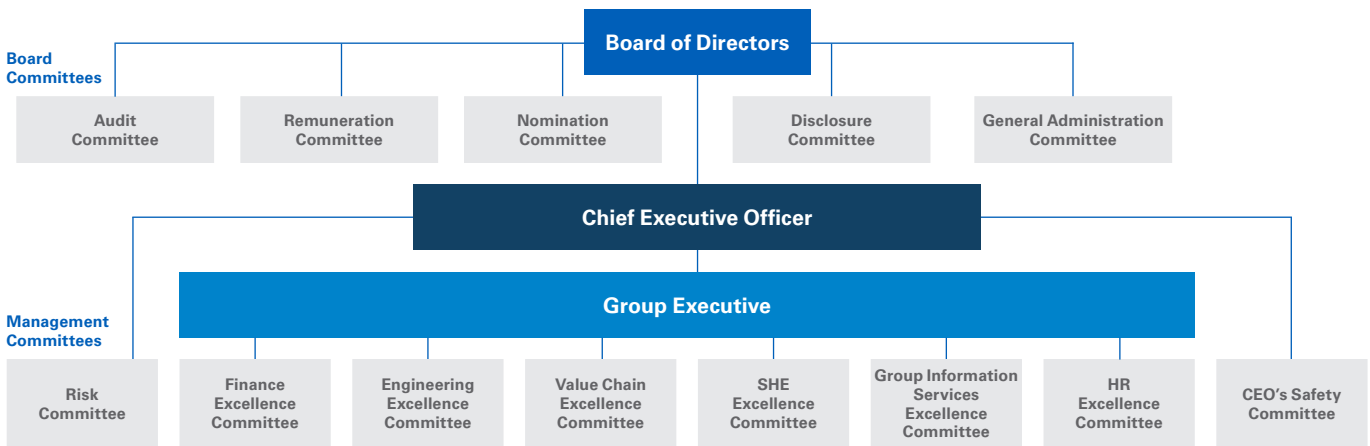 Board of Directors
Board
Committees
Audit
Committee
Remuneration
Committee
Nomination
Committee
Disclosure
Committee
General Administration
Committee
Chief Executive Officer
Group Executive
Management
Committees
Risk
Committee
Finance
Excellence
Committee
Engineering
Excellence
Committee
Value Chain
Excellence
Committee
SHE
Excellence
Committee
Group Information
Services
Excellence
Committee
HR
Excellence
Committee
CEO’s Safety
Committee